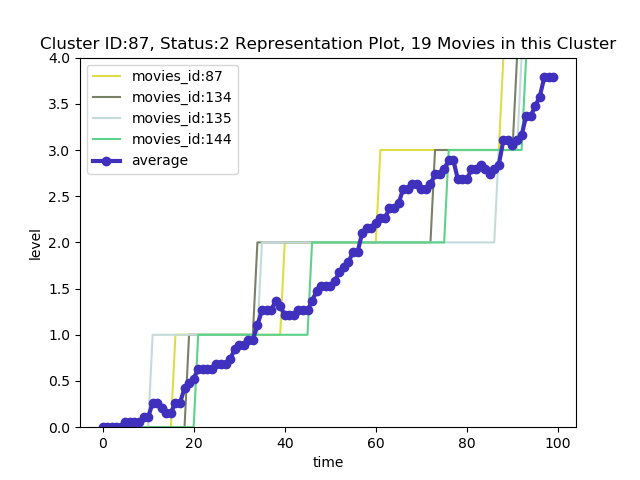 Cluster ID:87, Status:2 Representation Plot, 19 Movies in this Cluster
4.0
3.5
3.0
2.5
2.0
1.5
1.0
0.5
0.0
level
movies_id:87
movies_id:134
movies_id:135
movies_id:144
average
0 20 40 60 80 100
time